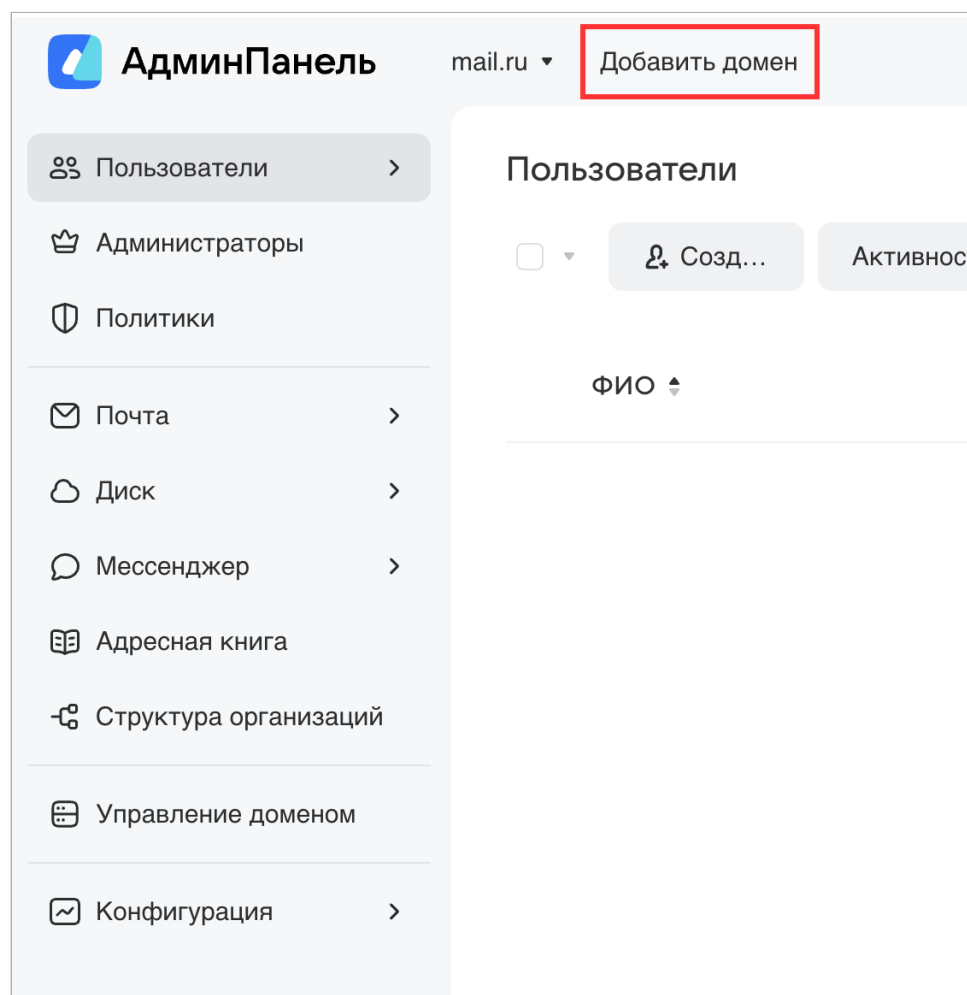 АдминПанель
mail.ru
Добавить домен
Пользователи
Администраторы
Политики
Почта
Диск
Мессенджер
Адресная книга
Структура организаций
Управление доменом
Конфигурация
Пользователи
Созд...
Активнос
ФИО